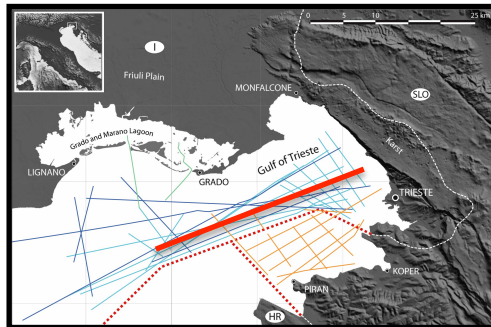 0 5 10 15 25 km
I
Friuli Plain
MONFALCONE
SLO
Karst
Grado and Marano Lagoon
LIGNANO
GRADO
Gulf of Trieste
TRIESTE
KOPER
PIRAN
HR